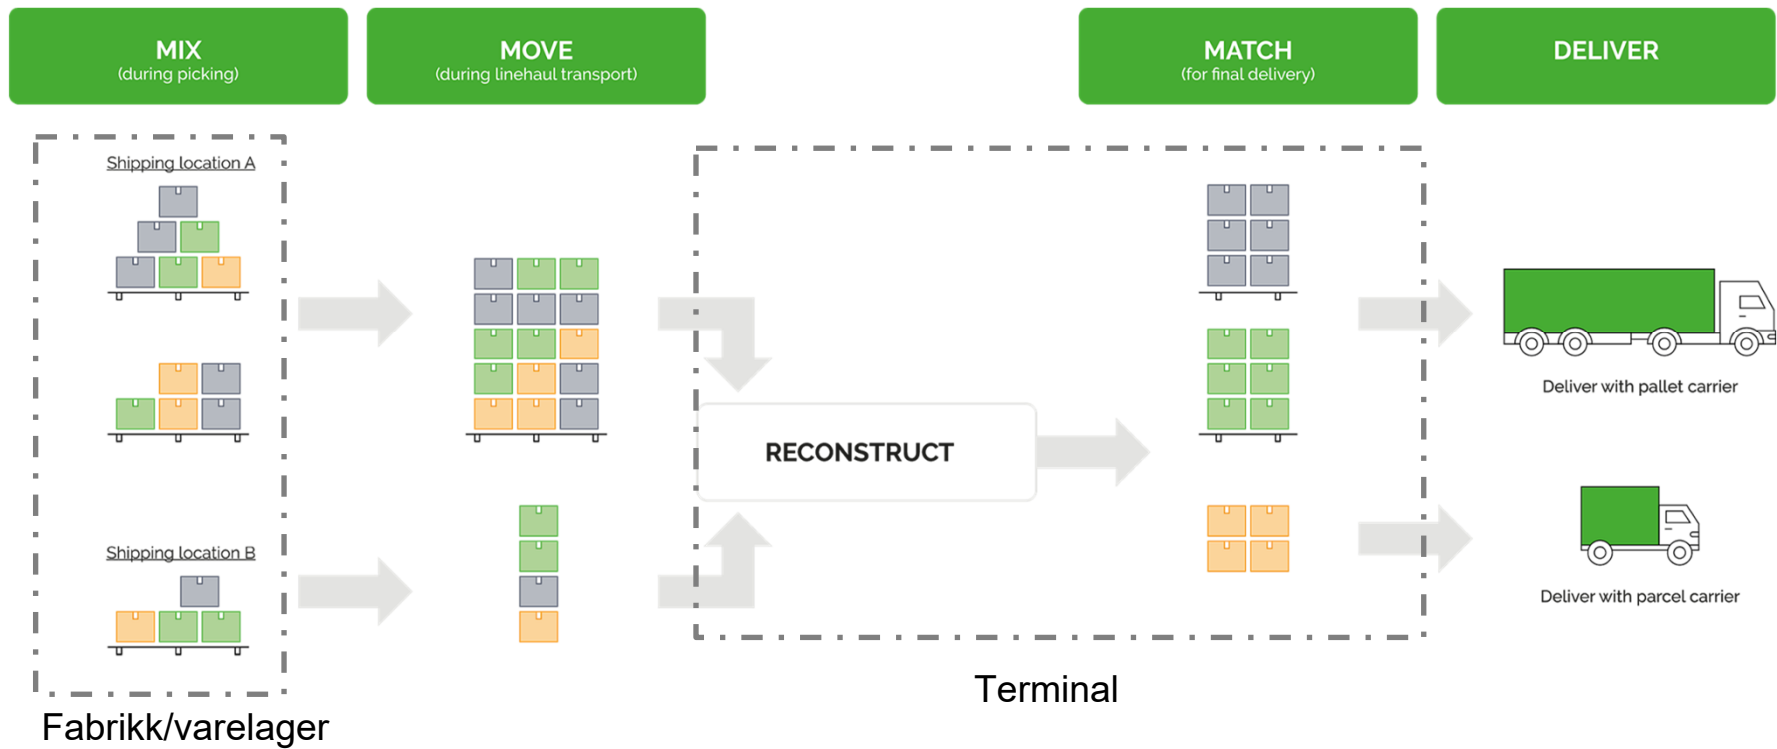 MIX
(during picking)
MOVE
(during linehaul transport)
MATCH
(for final delivery)
DELIVER
Shipping location A
Shipping location B
Fabrikk/varelager
RECONSTRUCT
Terminal
Deliver with pallet carrier
Deliver with parcel carrier